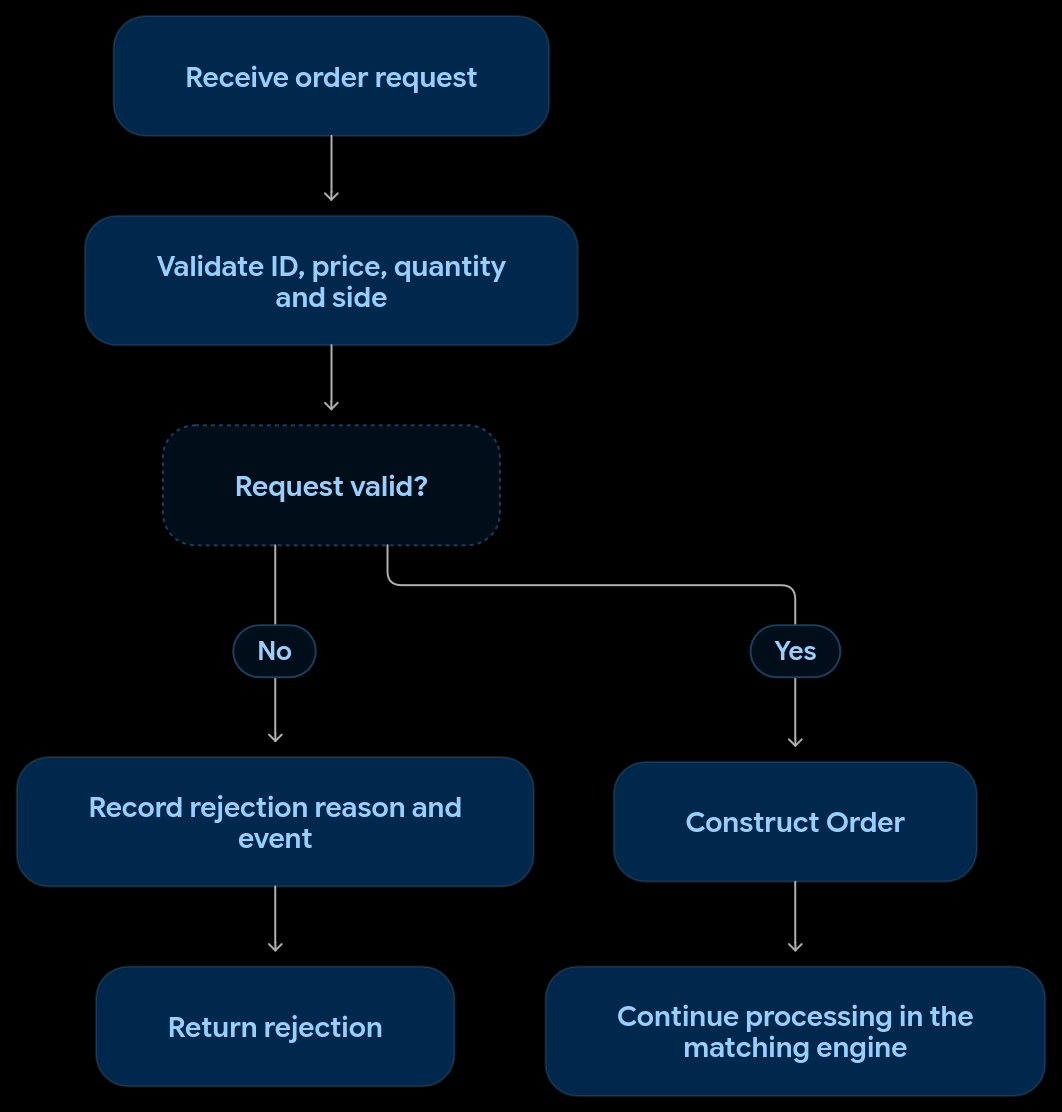 Receive order request
Validate ID, price, quantity
and side
Request valid?
No
Yes
Record rejection reason and
event
Construct Order
Return rejection
Continue processing in the
matching engine